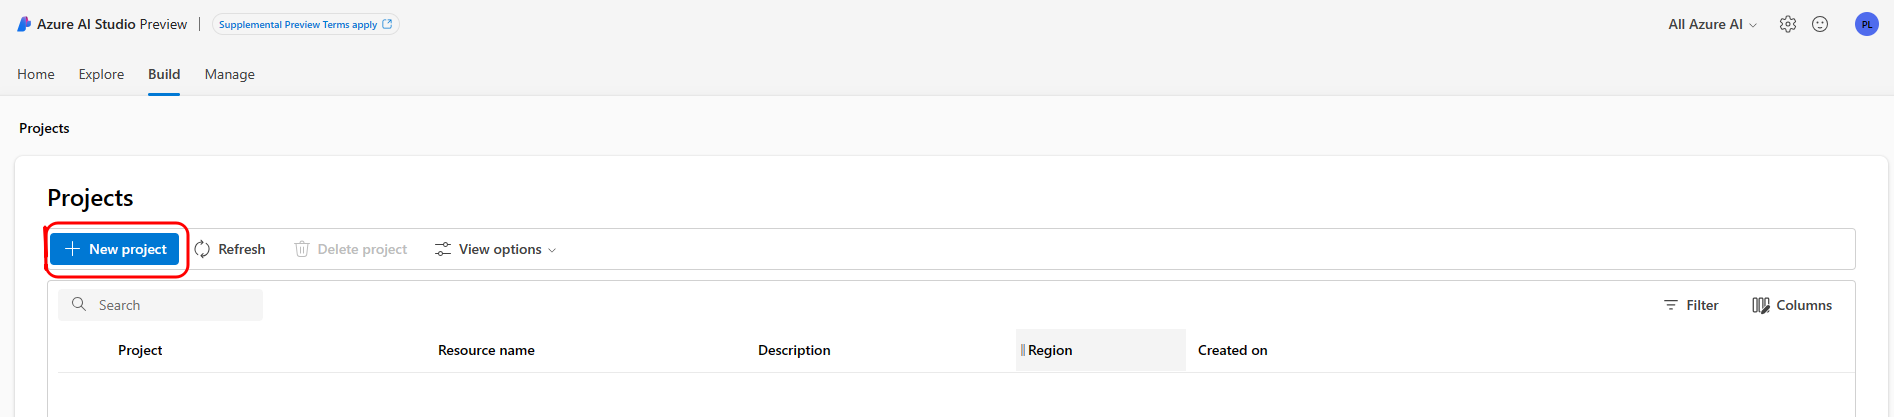 Azure AI Studio Preview | Supplemental Preview Terms apply All Azure AI PL
Home Explore Build Manage
Projects
Projects
New project Refresh Delete project View options
Search Filter Columns
Project Resource name Description Region Created on